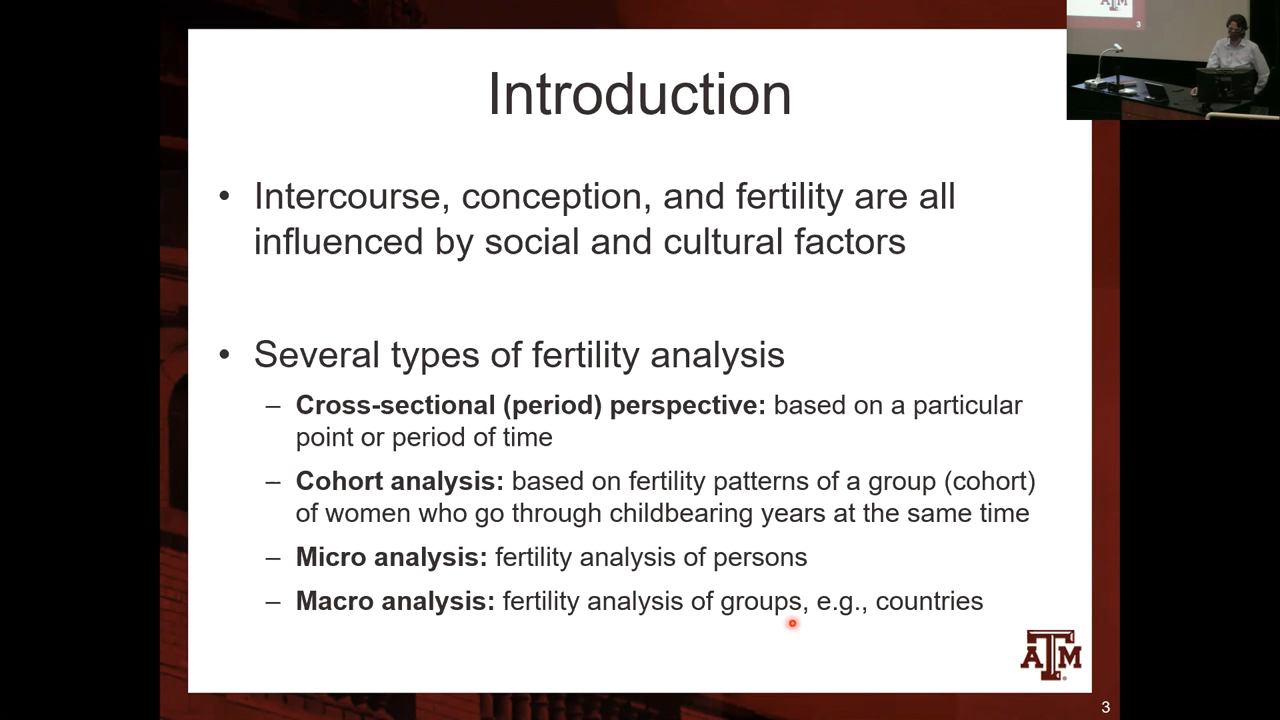 Introduction
• Intercourse, conception, and fertility are all
influenced by social and cultural factors
• Several types of fertility analysis
– Cross-sectional (period) perspective: based on a particular
point or period of time
– Cohort analysis: based on fertility patterns of a group (cohort)
of women who go through childbearing years at the same time
– Micro analysis: fertility analysis of persons
– Macro analysis: fertility analysis of groups, e.g., countries
ATM
3
ATM
3